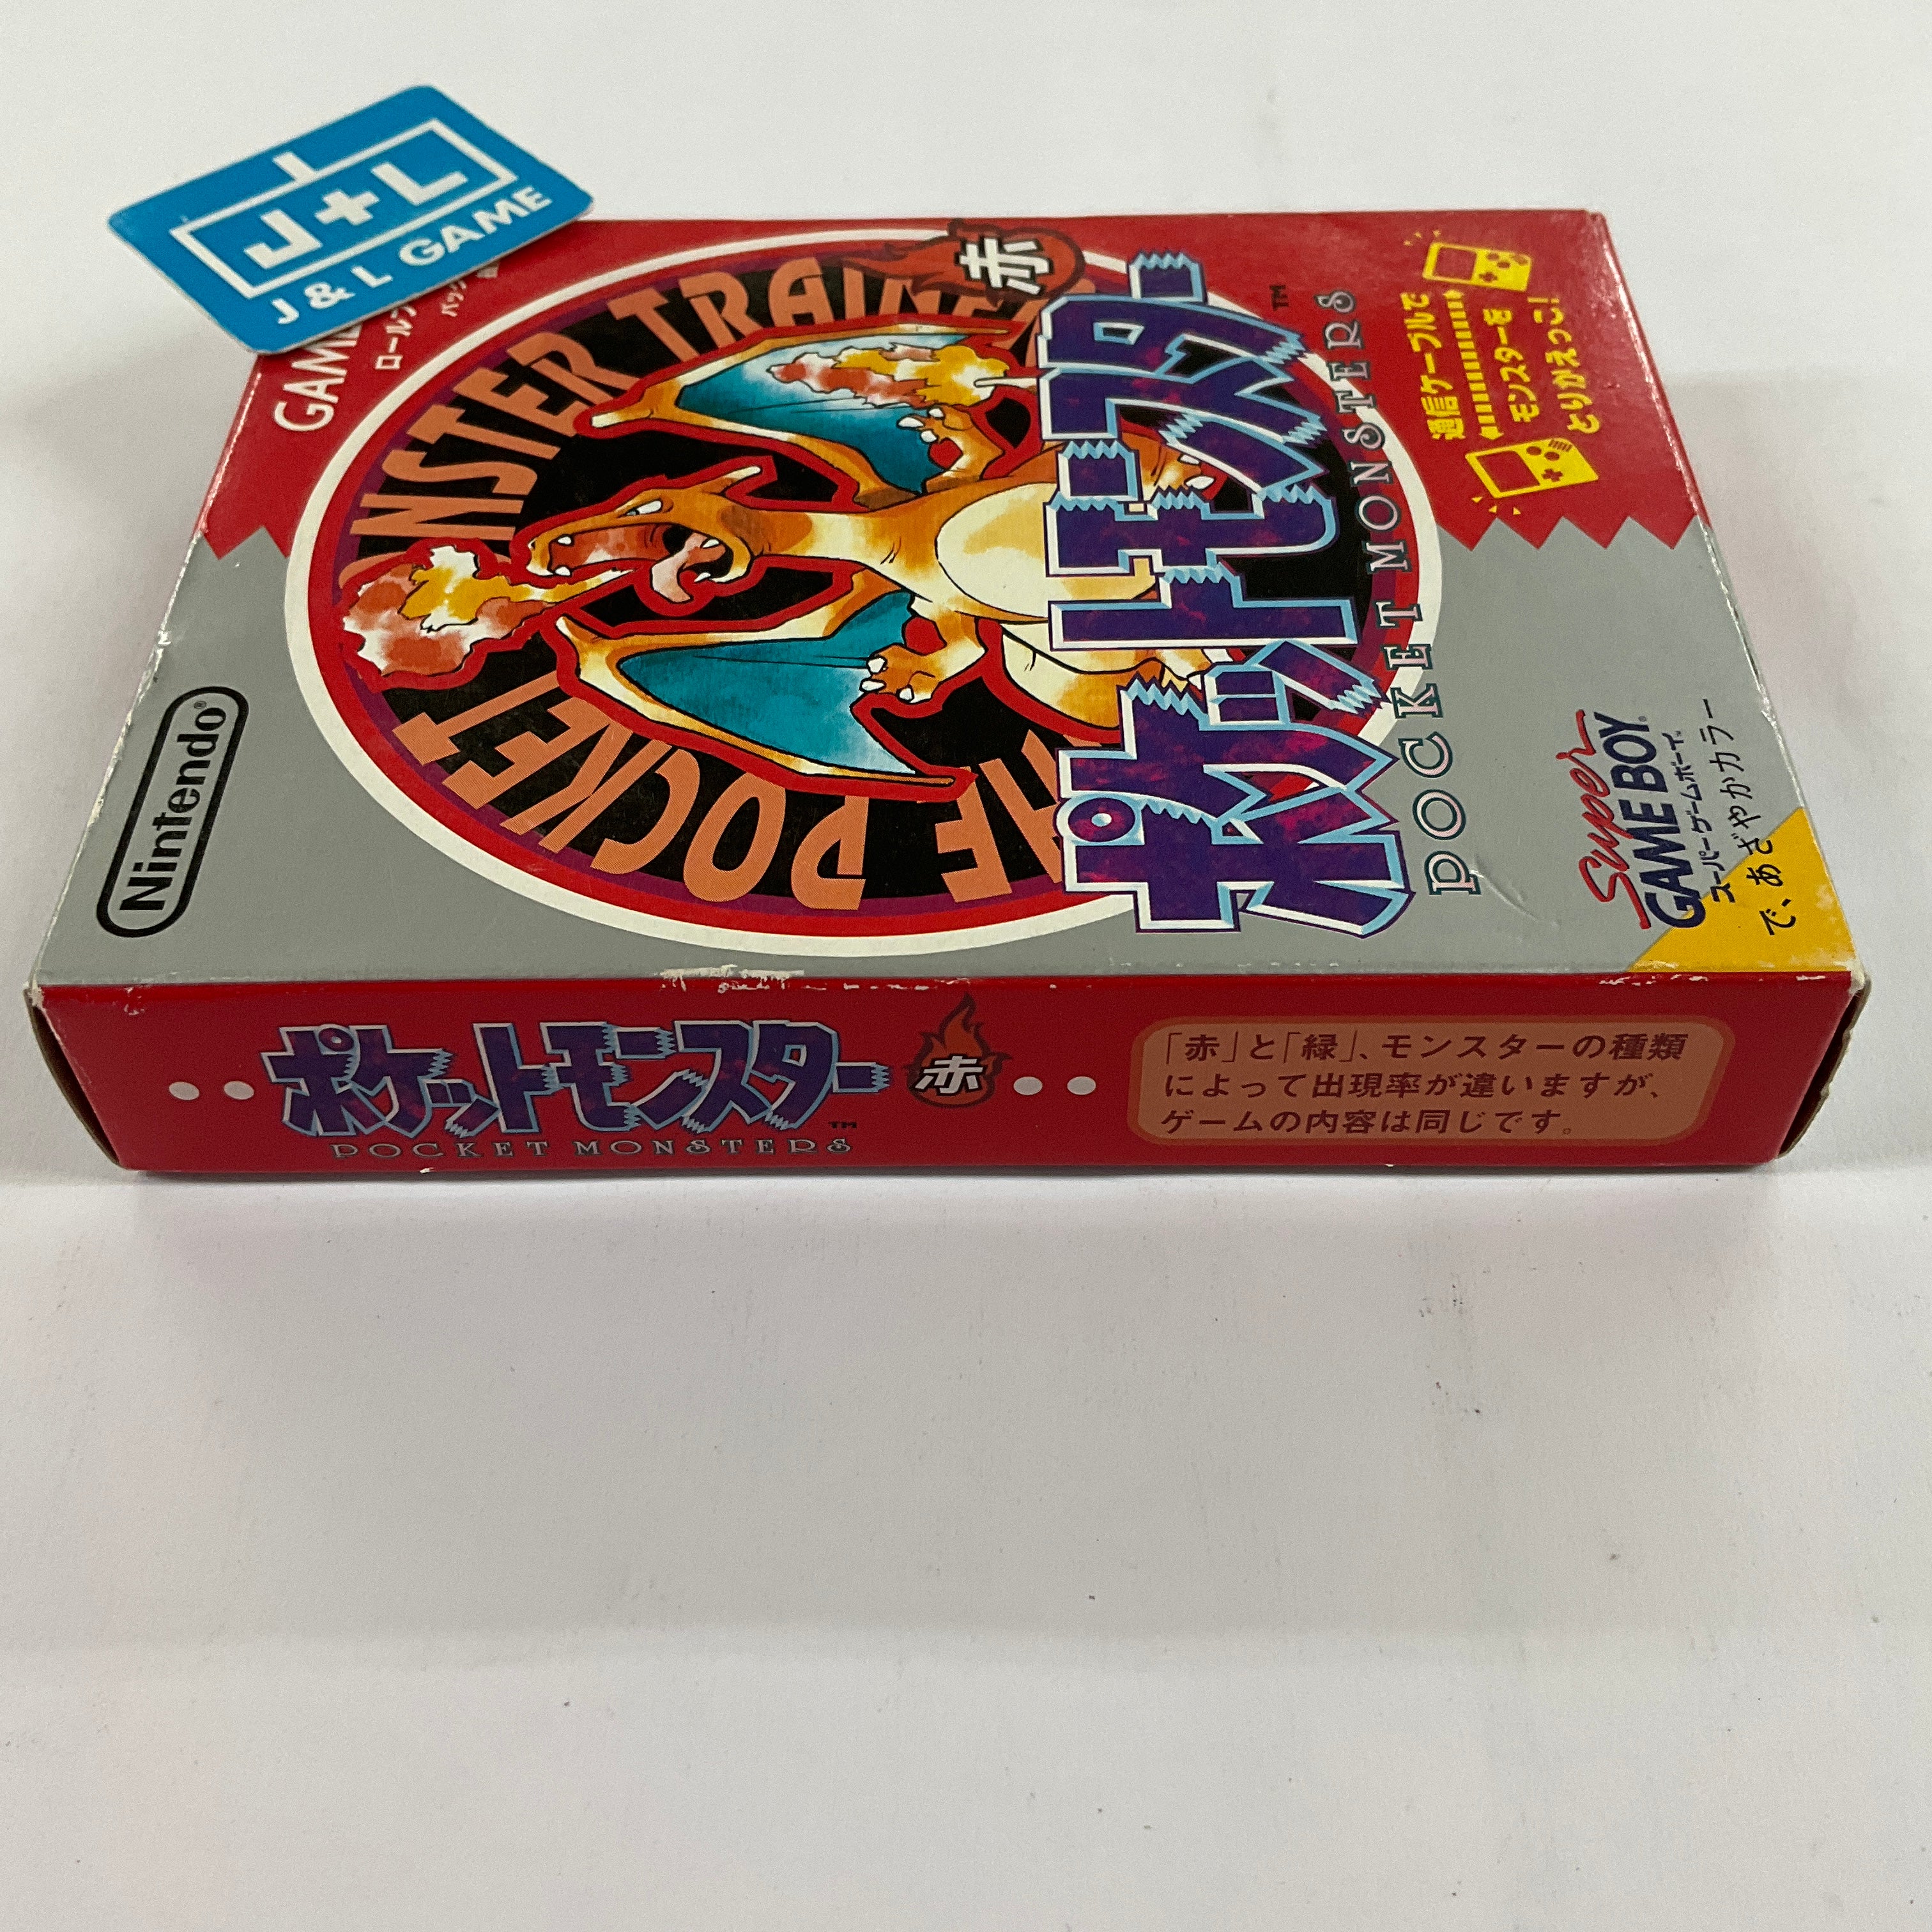 J+L
J & L GAME
GAME
ロールプ
MONSTER TRAINER
赤
ポケットモンスター
™
POCKET MONSTERS
THE POCKET
通信ケーブルで
モンスターを
とりかえっこ!
Nintendo®
Super
GAME BOY®
スーパーゲームボーイ™
で、あざやかカラー
ポケットモンスター 赤
POCKET MONSTERS ™
「赤」と「緑」、モンスターの種類
によって出現率が違いますが、
ゲームの内容は同じです。